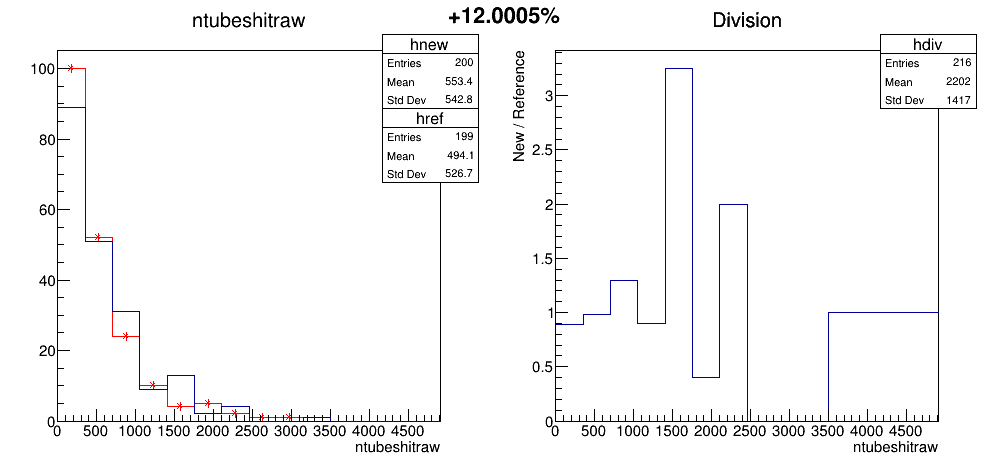 +12.0005%
ntubeshitraw
hnew
Entries 200
Mean 553.4
Std Dev 542.8
href
Entries 199
Mean 494.1
Std Dev 526.7
100
80
60
40
20
0
0 500 1000 1500 2000 2500 3000 3500 4000 4500
ntubeshitraw
Division
hdiv
Entries 216
Mean 2202
Std Dev 1417
New / Reference
3
2.5
2
1.5
1
0.5
0
0 500 1000 1500 2000 2500 3000 3500 4000 4500
ntubeshitraw